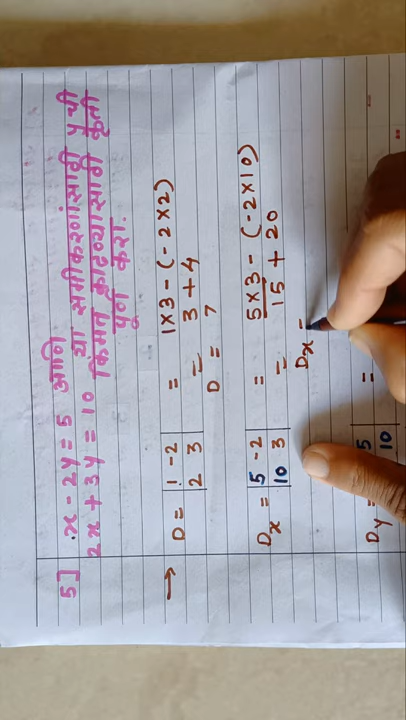 5] x - 2y = 5 आणि
2x + 3y = 10 या समीकरणांसाठी y ची
किंमत काढण्यासाठी कृती
पूर्ण करा.
→ D = | 1 -2 | = 1 × 3 - (-2 × 2)
| 2 3 | = 3 + 4
D = 7
Dx = | 5 -2 | = 5 × 3 - (-2 × 10)
| 10 3 | = 15 + 20
Dx =
Dy = | 5 | =
| 10 |